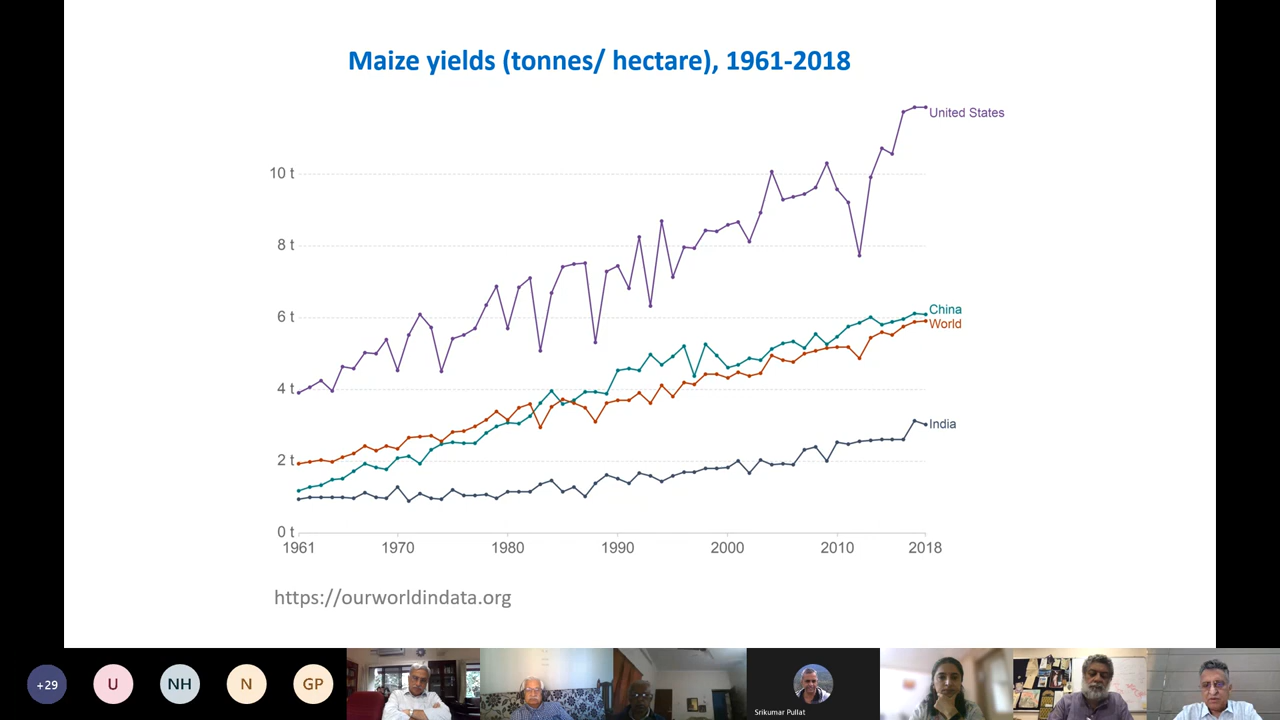 Maize yields (tonnes/ hectare), 1961-2018
United States
10 t
8 t
6 t
China
World
4 t
India
2 t
0 t
1961 1970 1980 1990 2000 2010 2018
https://ourworldindata.org
+29 U NH N GP
Srikumar Pullat